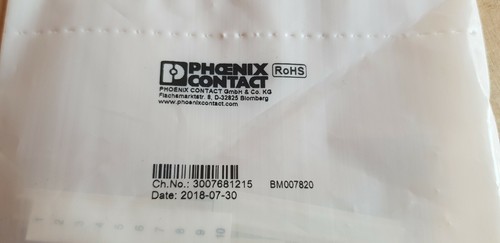 PHOENIX
CONTACT
RoHS
PHOENIX CONTACT GmbH & Co. KG
Flachsmarktstr. 8, D-32825 Blomberg
www.phoenixcontact.com
Ch.No.: 3007681215 BM007820
Date: 2018-07-30